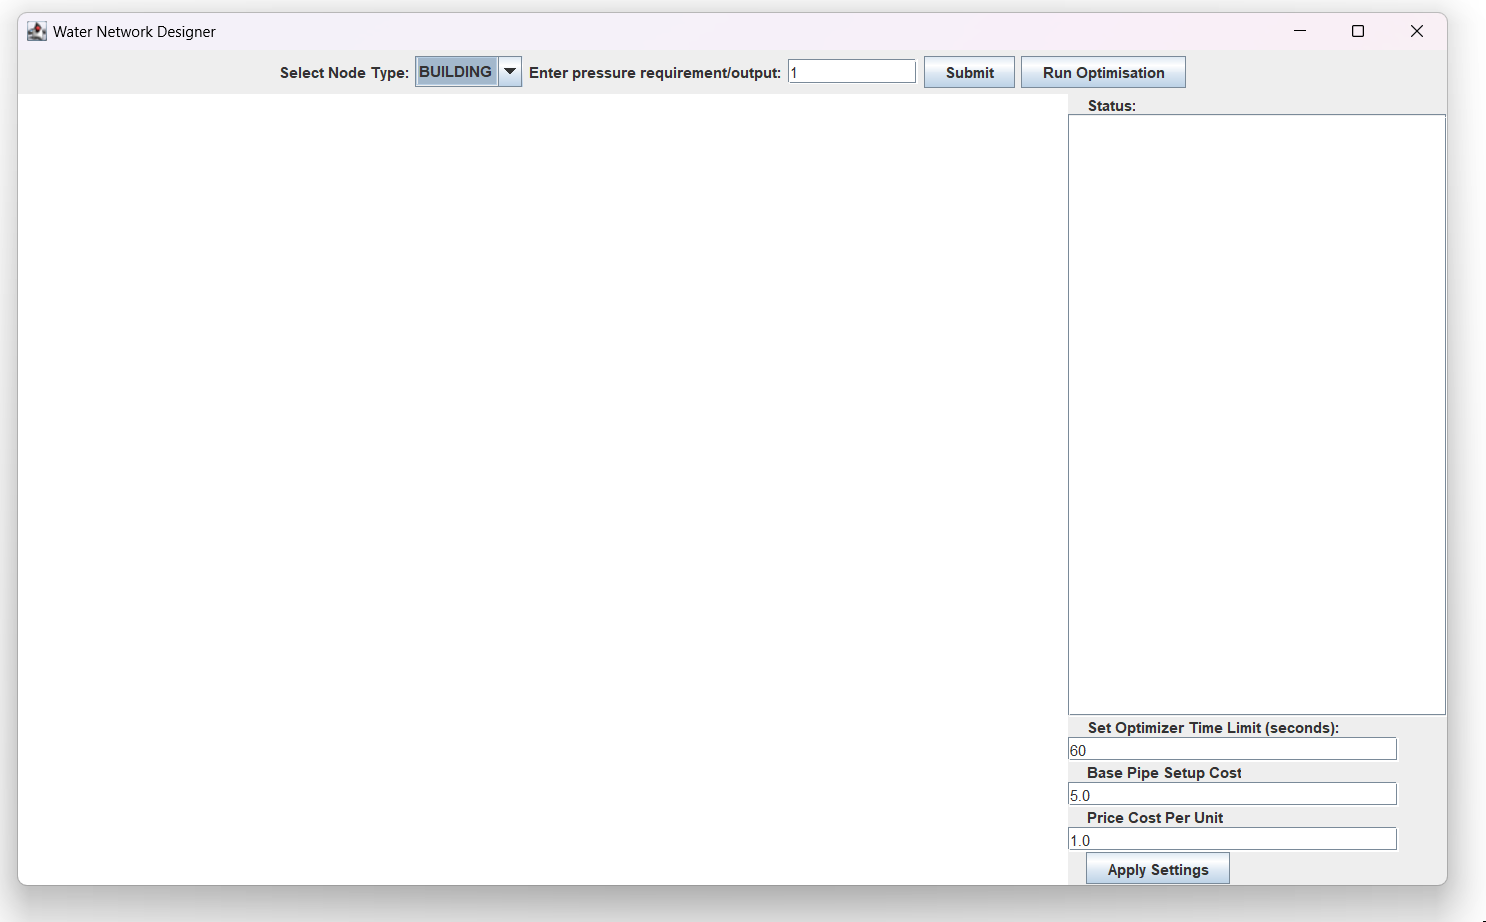 Water Network Designer
Select Node Type: BUILDING Enter pressure requirement/output: 1 Submit Run Optimisation
Status:
Set Optimizer Time Limit (seconds):
60
Base Pipe Setup Cost
5.0
Price Cost Per Unit
1.0
Apply Settings